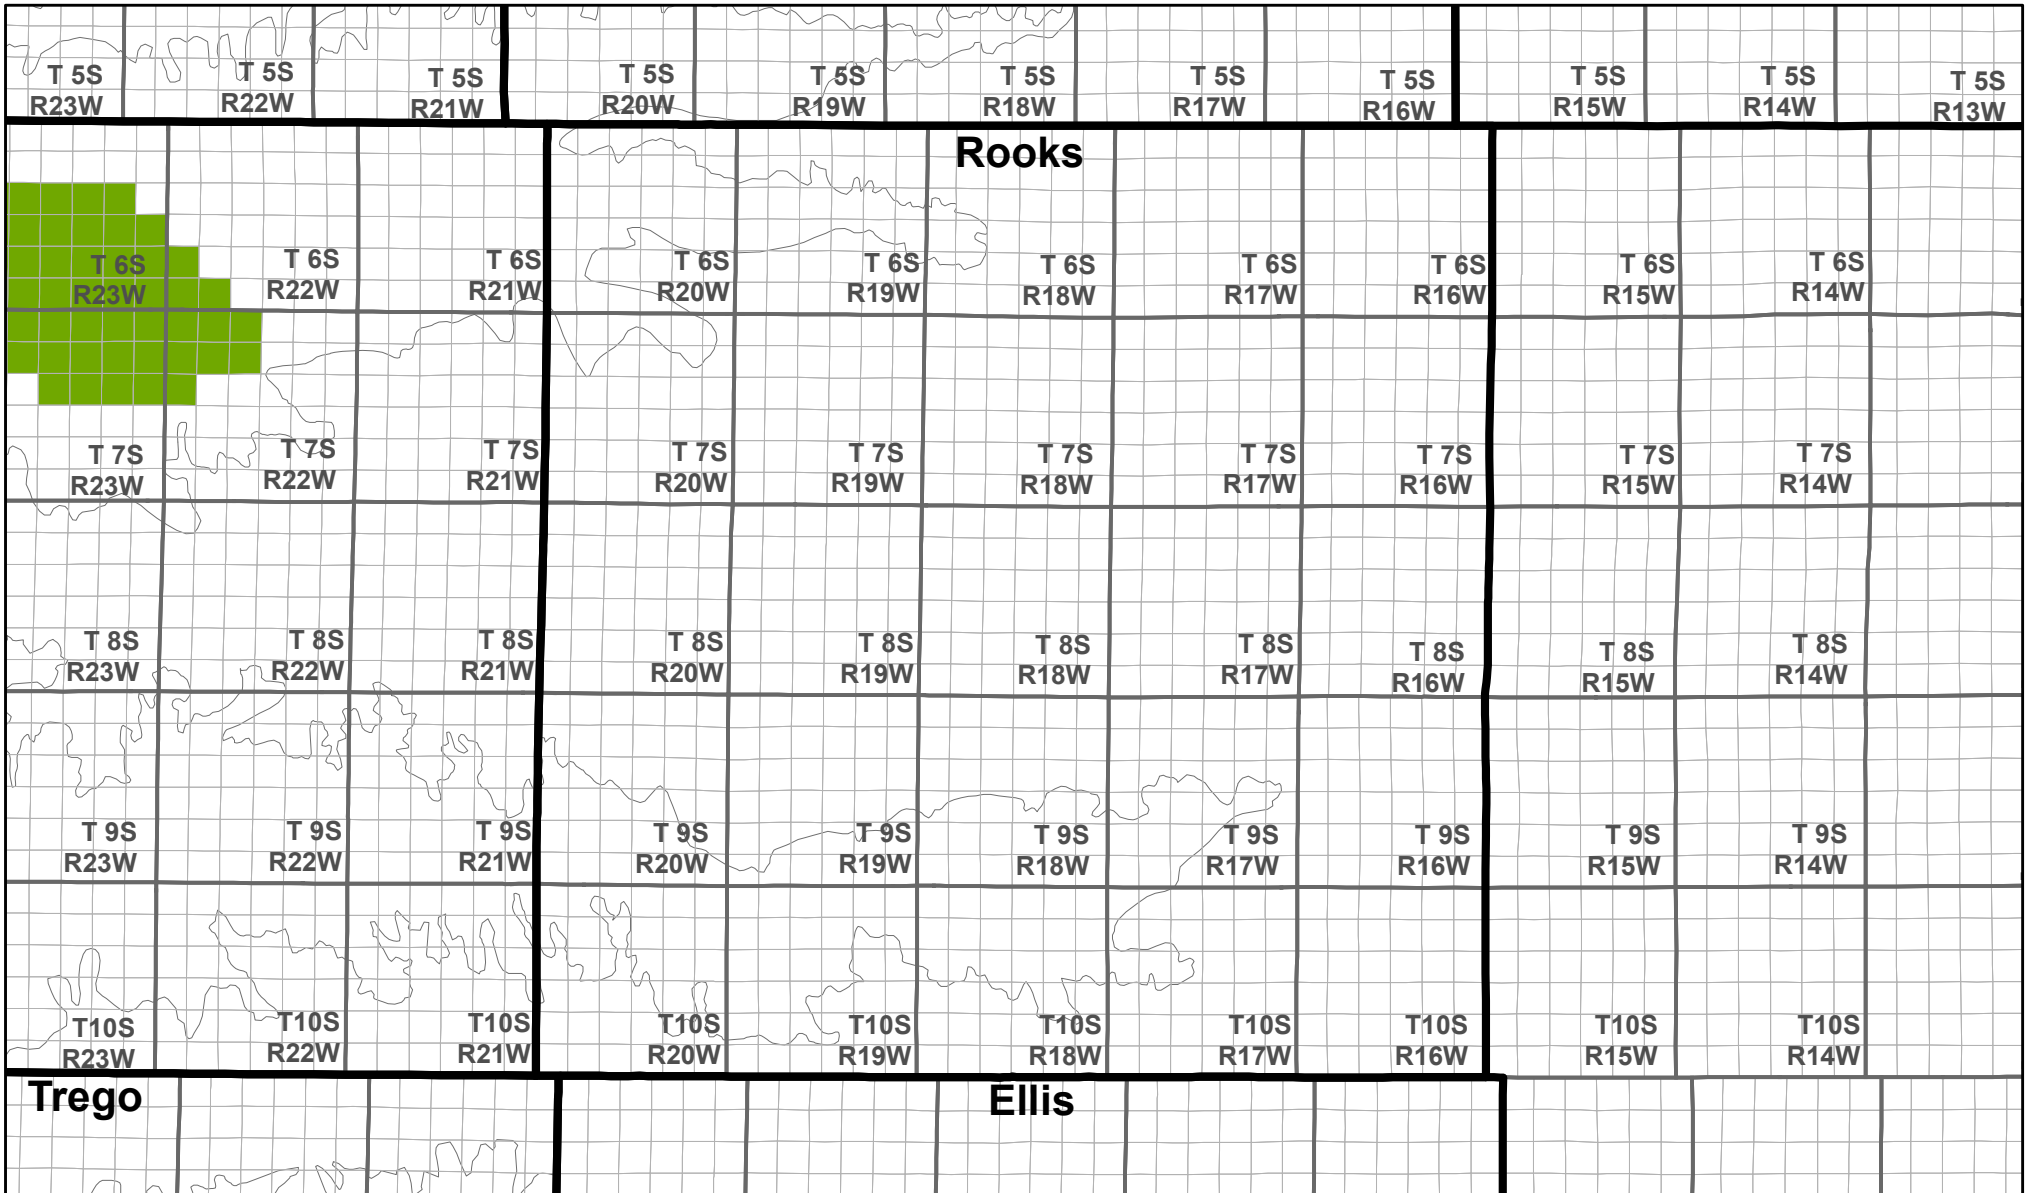 T 5S
R23W
T 5S
R22W
T 5S
R21W
T 5S
R20W
T 5S
R19W
T 5S
R18W
T 5S
R17W
T 5S
R16W
T 5S
R15W
T 5S
R14W
T 5S
R13W
Rooks
T 6S
R23W
T 6S
R22W
T 6S
R21W
T 6S
R20W
T 6S
R19W
T 6S
R18W
T 6S
R17W
T 6S
R16W
T 6S
R15W
T 6S
R14W
T 7S
R23W
T 7S
R22W
T 7S
R21W
T 7S
R20W
T 7S
R19W
T 7S
R18W
T 7S
R17W
T 7S
R16W
T 7S
R15W
T 7S
R14W
T 8S
R23W
T 8S
R22W
T 8S
R21W
T 8S
R20W
T 8S
R19W
T 8S
R18W
T 8S
R17W
T 8S
R16W
T 8S
R15W
T 8S
R14W
T 9S
R23W
T 9S
R22W
T 9S
R21W
T 9S
R20W
T 9S
R19W
T 9S
R18W
T 9S
R17W
T 9S
R16W
T 9S
R15W
T 9S
R14W
T10S
R23W
T10S
R22W
T10S
R21W
T10S
R20W
T10S
R19W
T10S
R18W
T10S
R17W
T10S
R16W
T10S
R15W
T10S
R14W
Trego
Ellis